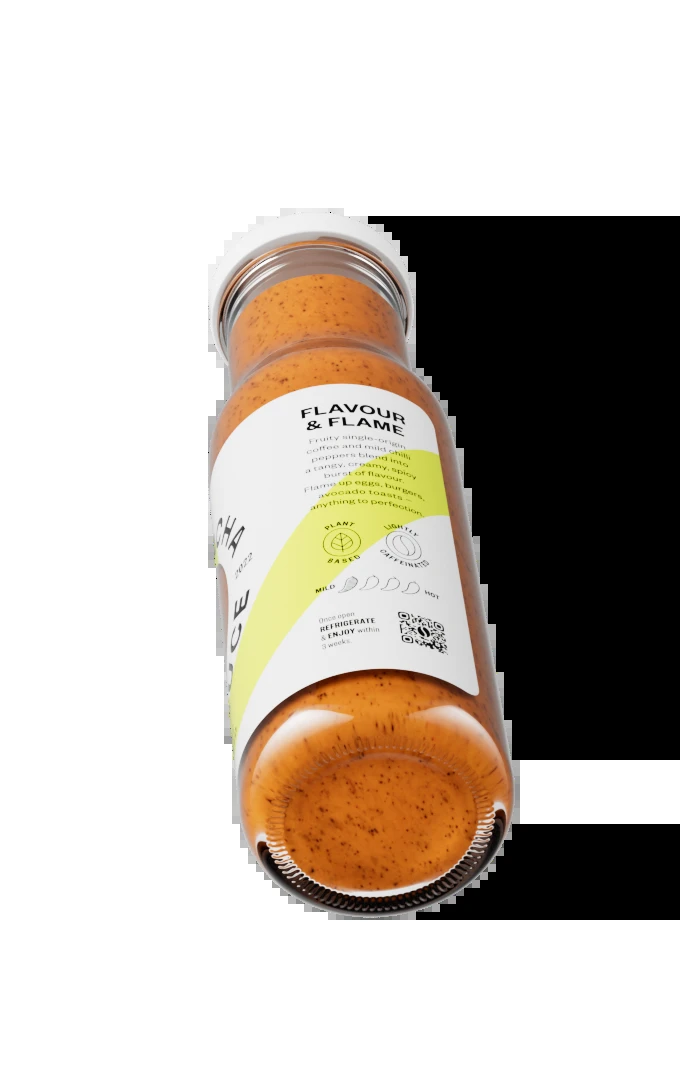 FLAVOUR
& FLAME
Fruity single-origin
coffee and mild chilli
peppers blend into
a tangy, creamy, spicy
burst of flavour.
Flame up eggs, burgers,
avocado toasts –
anything to perfection.
PLANT
BASED
LIGHTLY
CAFFEINATED
MILD
HOT
Once open
REFRIGERATE
& ENJOY within
3 weeks.
CHA
2022
UCE